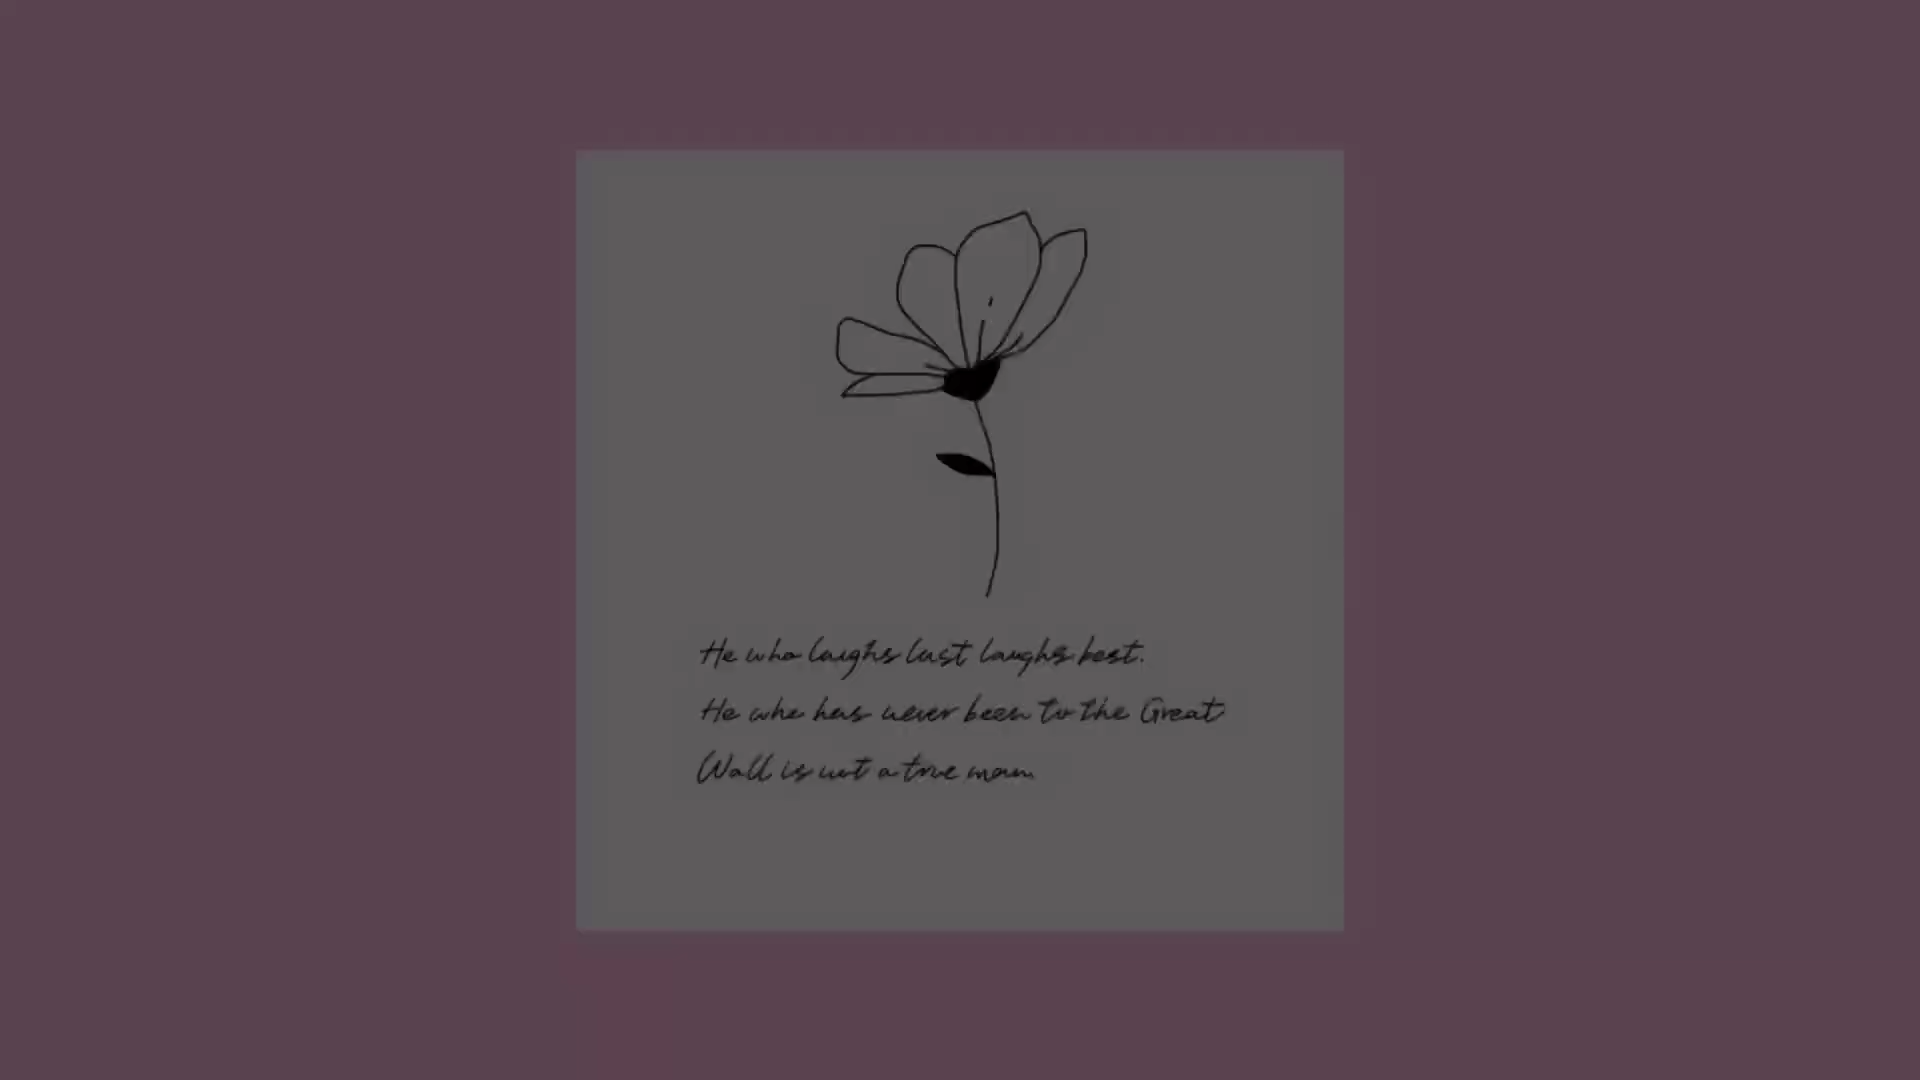 He who laughs last laughs best.
He who has never been to the Great
Wall is not a true man